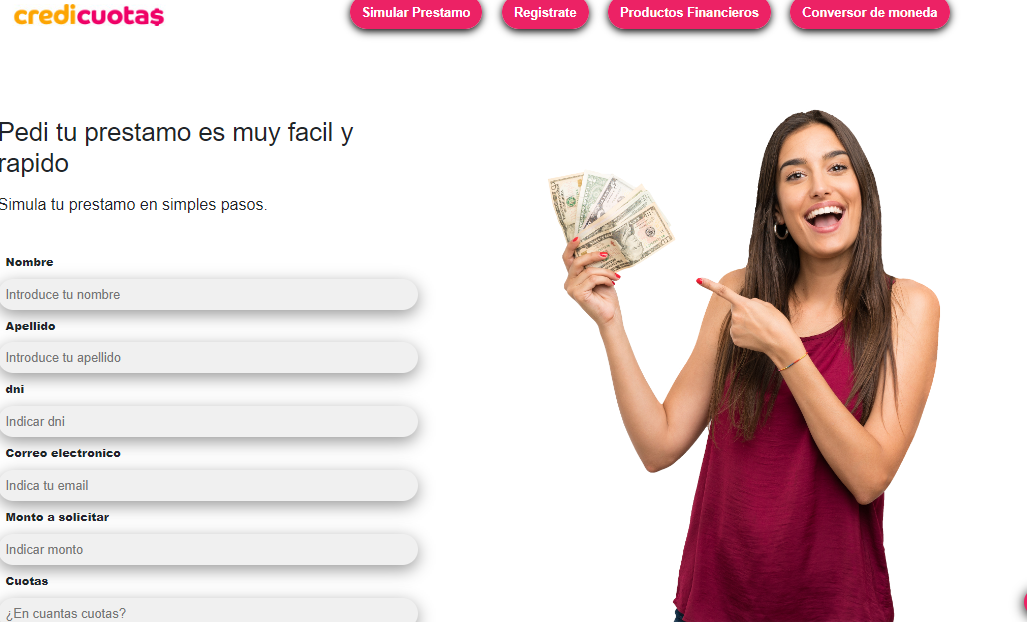 credicuota$
Simular Prestamo
Registrate
Productos Financieros
Conversor de moneda
Pedi tu prestamo es muy facil y
rapido
Simula tu prestamo en simples pasos.
Nombre
Introduce tu nombre
Apellido
Introduce tu apellido
dni
Indicar dni
Correo electronico
Indica tu email
Monto a solicitar
Indicar monto
Cuotas
¿En cuantas cuotas?